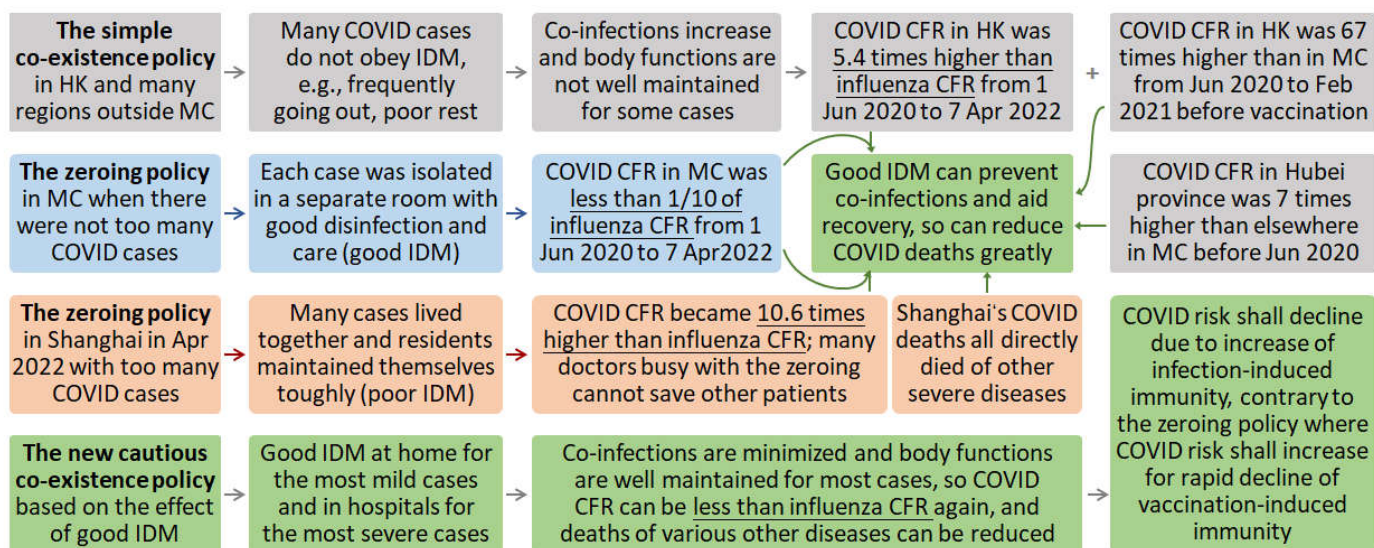 The simple
co-existence policy
in HK and many
regions outside MC
Many COVID cases
do not obey IDM,
e.g., frequently
going out, poor rest
Co-infections increase
and body functions are
not well maintained
for some cases
COVID CFR in HK was
5.4 times higher than
influenza CFR from 1
Jun 2020 to 7 Apr 2022
+
COVID CFR in HK was 67
times higher than in MC
from Jun 2020 to Feb
2021 before vaccination
The zeroing policy
in MC when there
were not too many
COVID cases
Each case was isolated
in a separate room with
good disinfection and
care (good IDM)
COVID CFR in MC was
less than 1/10 of
influenza CFR from 1
Jun 2020 to 7 Apr2022
Good IDM can prevent
co-infections and aid
recovery, so can reduce
COVID deaths greatly
COVID CFR in Hubei
province was 7 times
higher than elsewhere
in MC before Jun 2020
The zeroing policy
in Shanghai in Apr
2022 with too many
COVID cases
Many cases lived
together and residents
maintained themselves
toughly (poor IDM)
COVID CFR became 10.6 times
higher than influenza CFR; many
doctors busy with the zeroing
cannot save other patients
Shanghai's COVID
deaths all directly
died of other
severe diseases
COVID risk shall decline
due to increase of
infection-induced
immunity, contrary to
the zeroing policy where
COVID risk shall increase
for rapid decline of
vaccination-induced
immunity
The new cautious
co-existence policy
based on the effect
of good IDM
Good IDM at home for
the most mild cases
and in hospitals for
the most severe cases
Co-infections are minimized and body functions
are well maintained for most cases, so COVID
CFR can be less than influenza CFR again, and
deaths of various other diseases can be reduced